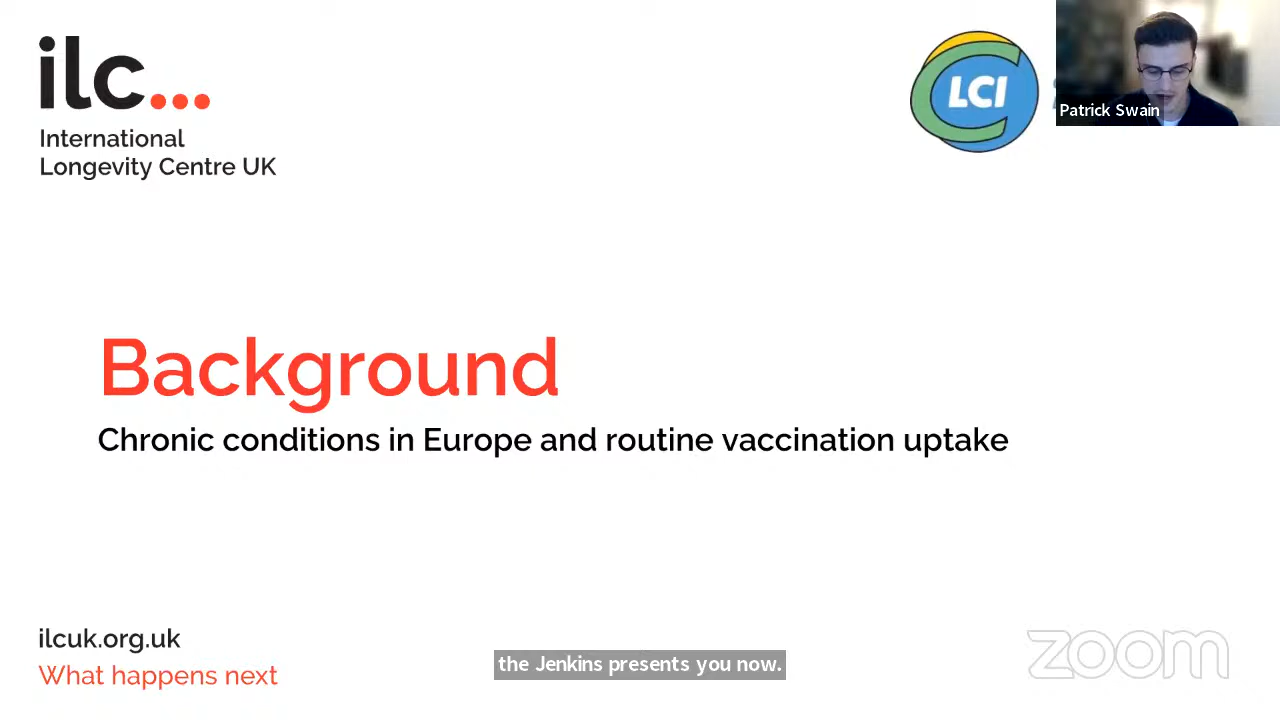 ilc...
International
Longevity Centre UK
LCI
Patrick Swain
Background
Chronic conditions in Europe and routine vaccination uptake
ilcuk.org.uk
What happens next
the Jenkins presents you now.
zoom